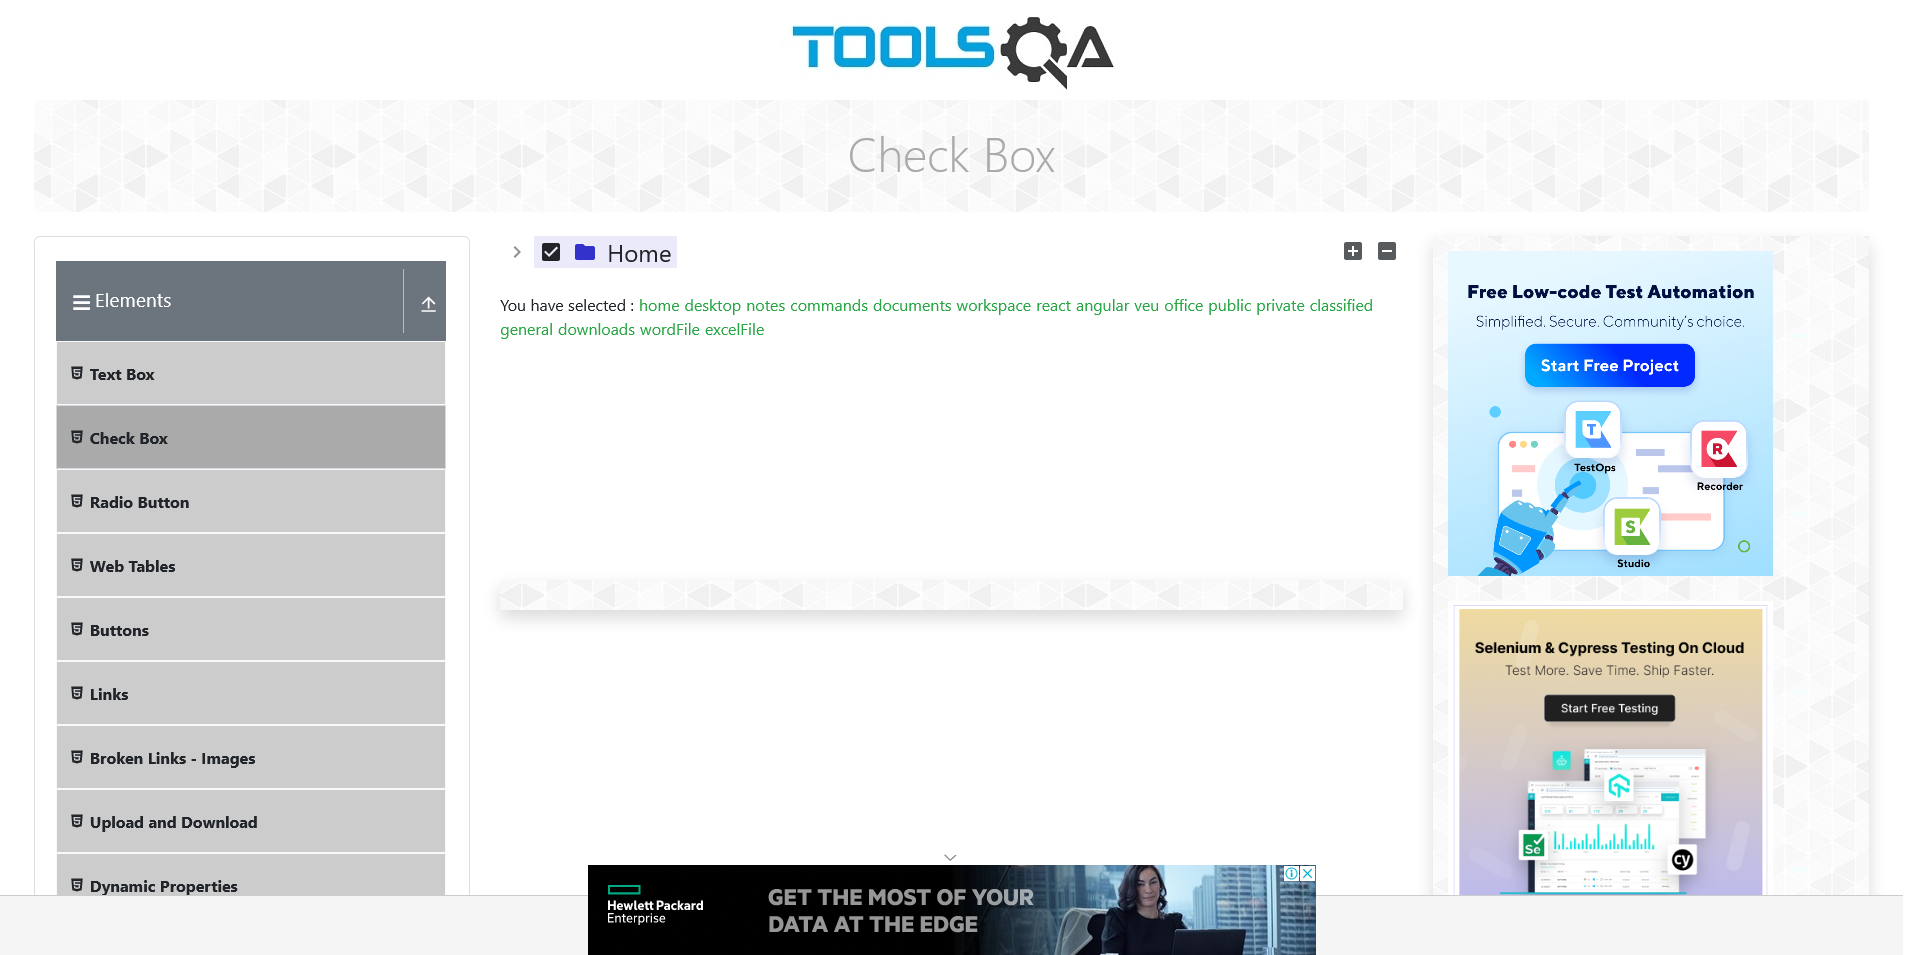 TOOLSQA
Check Box
Elements
Text Box
Check Box
Radio Button
Web Tables
Buttons
Links
Broken Links - Images
Upload and Download
Dynamic Properties
Home
You have selected : home desktop notes commands documents workspace react angular veu office public private classified
general downloads wordFile excelFile
Free Low-code Test Automation
Simplified. Secure. Community's choice.
Start Free Project
T
TestOps
R
Recorder
S
Studio
Selenium & Cypress Testing On Cloud
Test More. Save Time. Ship Faster.
Start Free Testing
Se
cy
Hewlett Packard
Enterprise
GET THE MOST OF YOUR
DATA AT THE EDGE